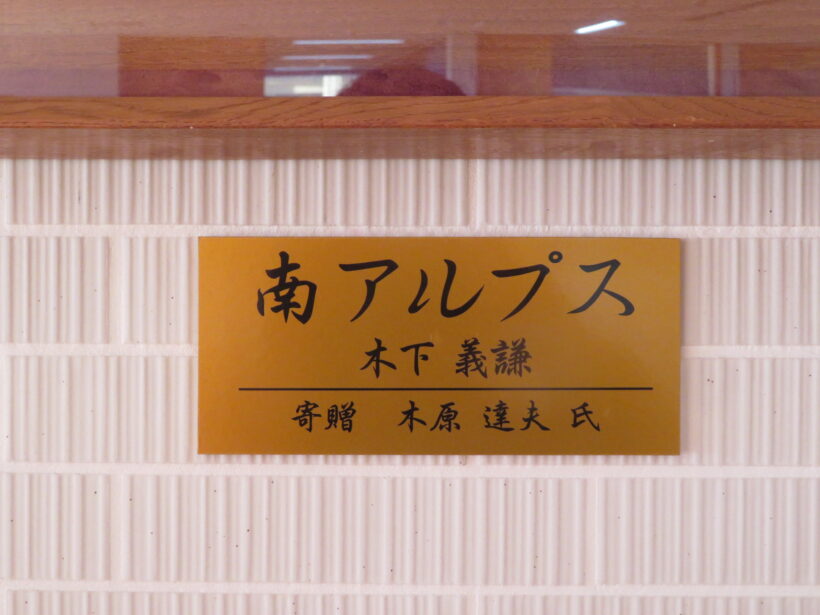 南アルプス
木下 義謙
寄贈　木原 達夫 氏